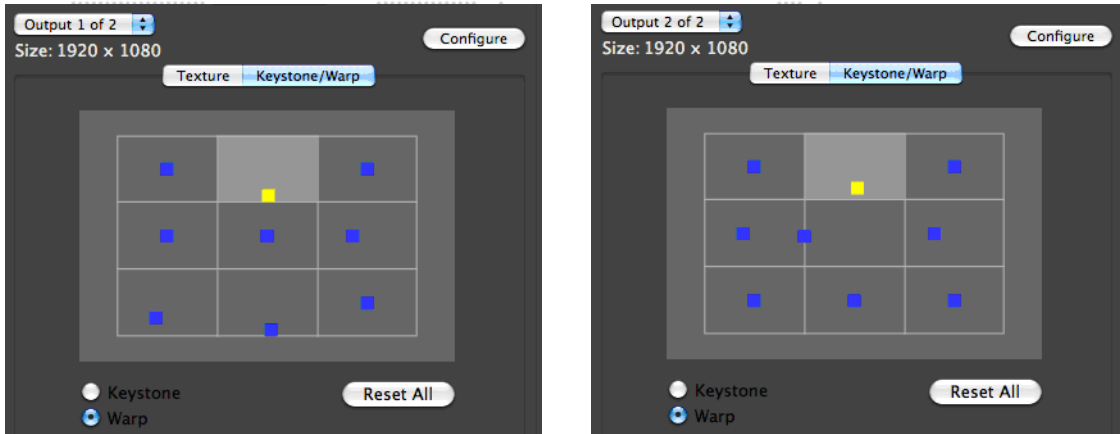 Output 1 of 2
Configure
Size: 1920 x 1080
Texture Keystone/Warp
Keystone
Reset All
Warp
Output 2 of 2
Configure
Size: 1920 x 1080
Texture Keystone/Warp
Keystone
Reset All
Warp